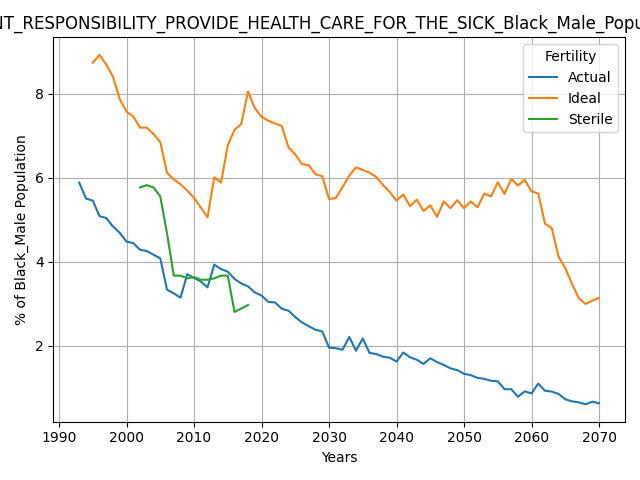 NT_RESPONSIBILITY_PROVIDE_HEALTH_CARE_FOR_THE_SICK_Black_Male_Popu
Fertility
Actual
Ideal
Sterile
% of Black_Male Population
8
6
4
2
1990 2000 2010 2020 2030 2040 2050 2060 2070
Years